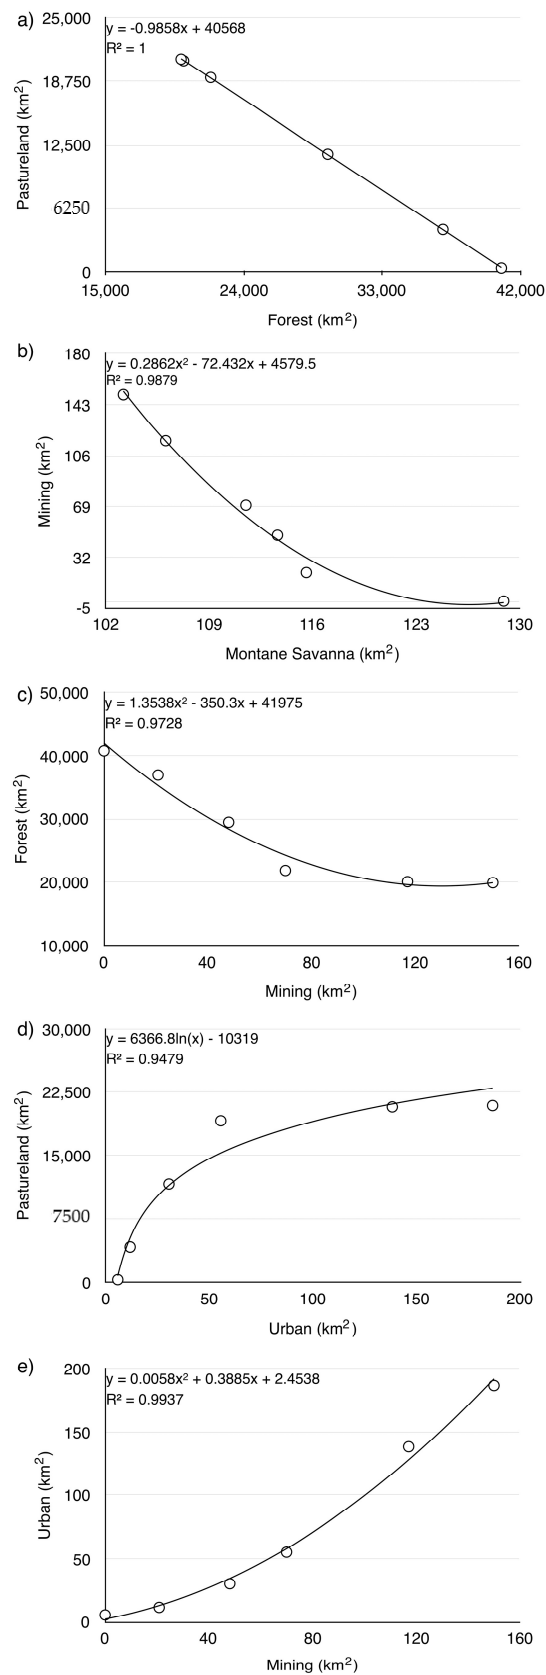 a)
25,000
y = -0.9858x + 40568
R² = 1
18,750
12,500
6250
0
Pastureland (km²)
15,000 24,000 33,000 42,000
Forest (km²)
b)
180
y = 0.2862x² - 72.432x + 4579.5
R² = 0.9879
143
106
69
32
-5
Mining (km²)
102 109 116 123 130
Montane Savanna (km²)
c)
50,000
y = 1.3538x² - 350.3x + 41975
R² = 0.9728
40,000
30,000
20,000
10,000
Forest (km²)
0 40 80 120 160
Mining (km²)
d)
30,000
y = 6366.8ln(x) - 10319
R² = 0.9479
22,500
15,000
7500
0
Pastureland (km²)
0 50 100 150 200
Urban (km²)
e)
200
y = 0.0058x² + 0.3885x + 2.4538
R² = 0.9937
150
100
50
0
Urban (km²)
0 40 80 120 160
Mining (km²)